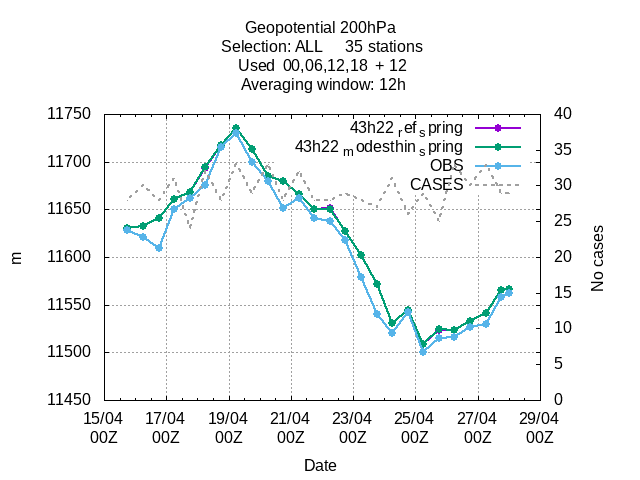 Geopotential 200hPa
Selection: ALL     35 stations
Used  00,06,12,18  + 12
Averaging window: 12h
11750
11700
11650
11600
11550
11500
11450
m
40
35
30
25
20
15
10
5
0
No cases
43h22 ref spring
43h22 modesthin spring
OBS
CASES
15/04 17/04 19/04 21/04 23/04 25/04 27/04 29/04
00Z 00Z 00Z 00Z 00Z 00Z 00Z 00Z
Date